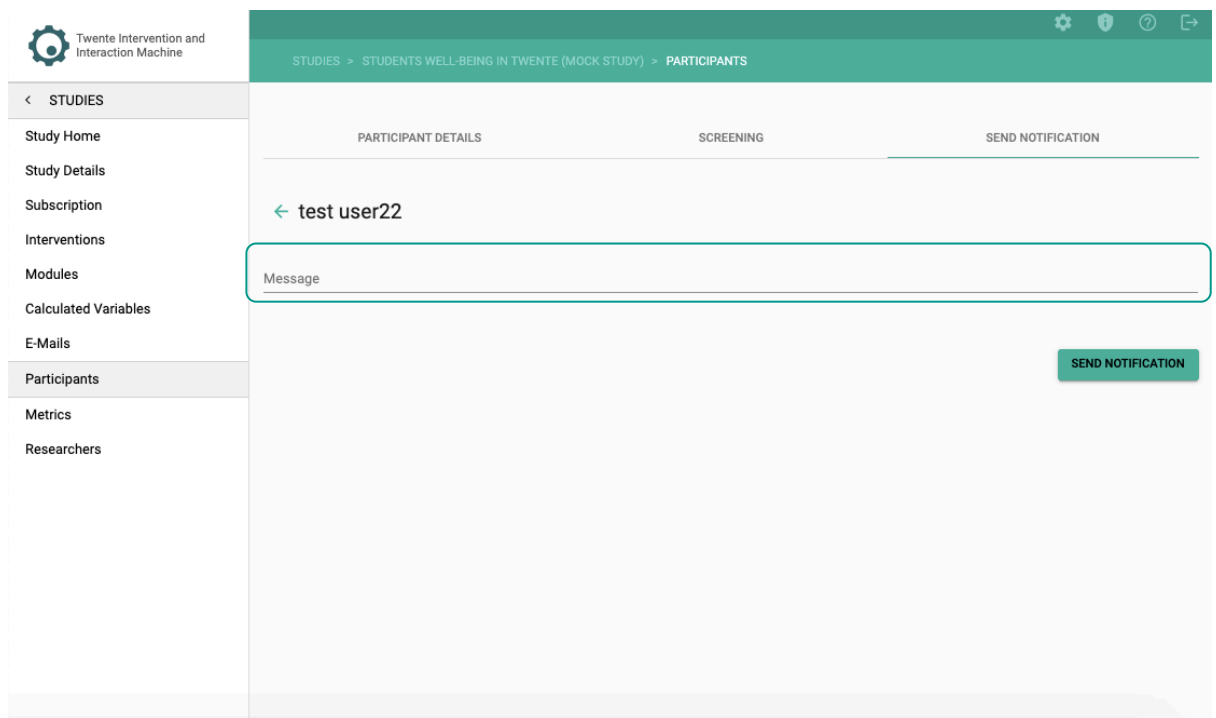 Twente Intervention and
Interaction Machine
STUDIES > STUDENTS WELL-BEING IN TWENTE (MOCK STUDY) > PARTICIPANTS
< STUDIES
Study Home
Study Details
Subscription
Interventions
Modules
Calculated Variables
E-Mails
Participants
Metrics
Researchers
PARTICIPANT DETAILS SCREENING SEND NOTIFICATION
← test user22
Message
SEND NOTIFICATION